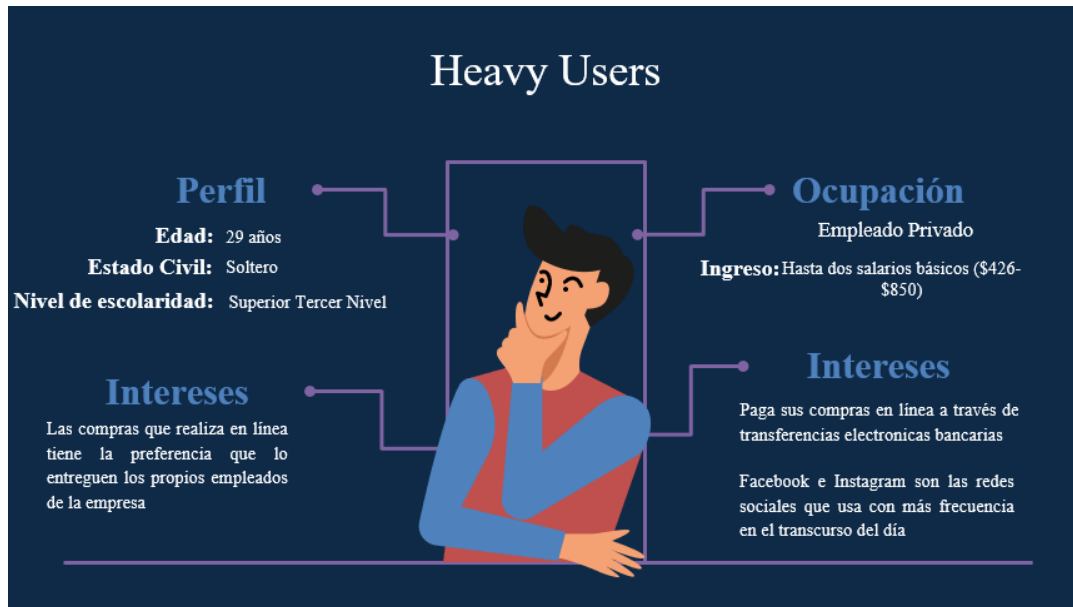 Heavy Users
Perfil
Edad: 29 años
Estado Civil: Soltero
Nivel de escolaridad: Superior Tercer Nivel
Ocupación
Empleado Privado
Ingreso: Hasta dos salarios básicos ($426-
$850)
Intereses
Las compras que realiza en línea
tiene la preferencia que lo
entreguen los propios empleados
de la empresa
Intereses
Paga sus compras en línea a través de
transferencias electronicas bancarias
Facebook e Instagram son las redes
sociales que usa con más frecuencia
en el transcurso del día